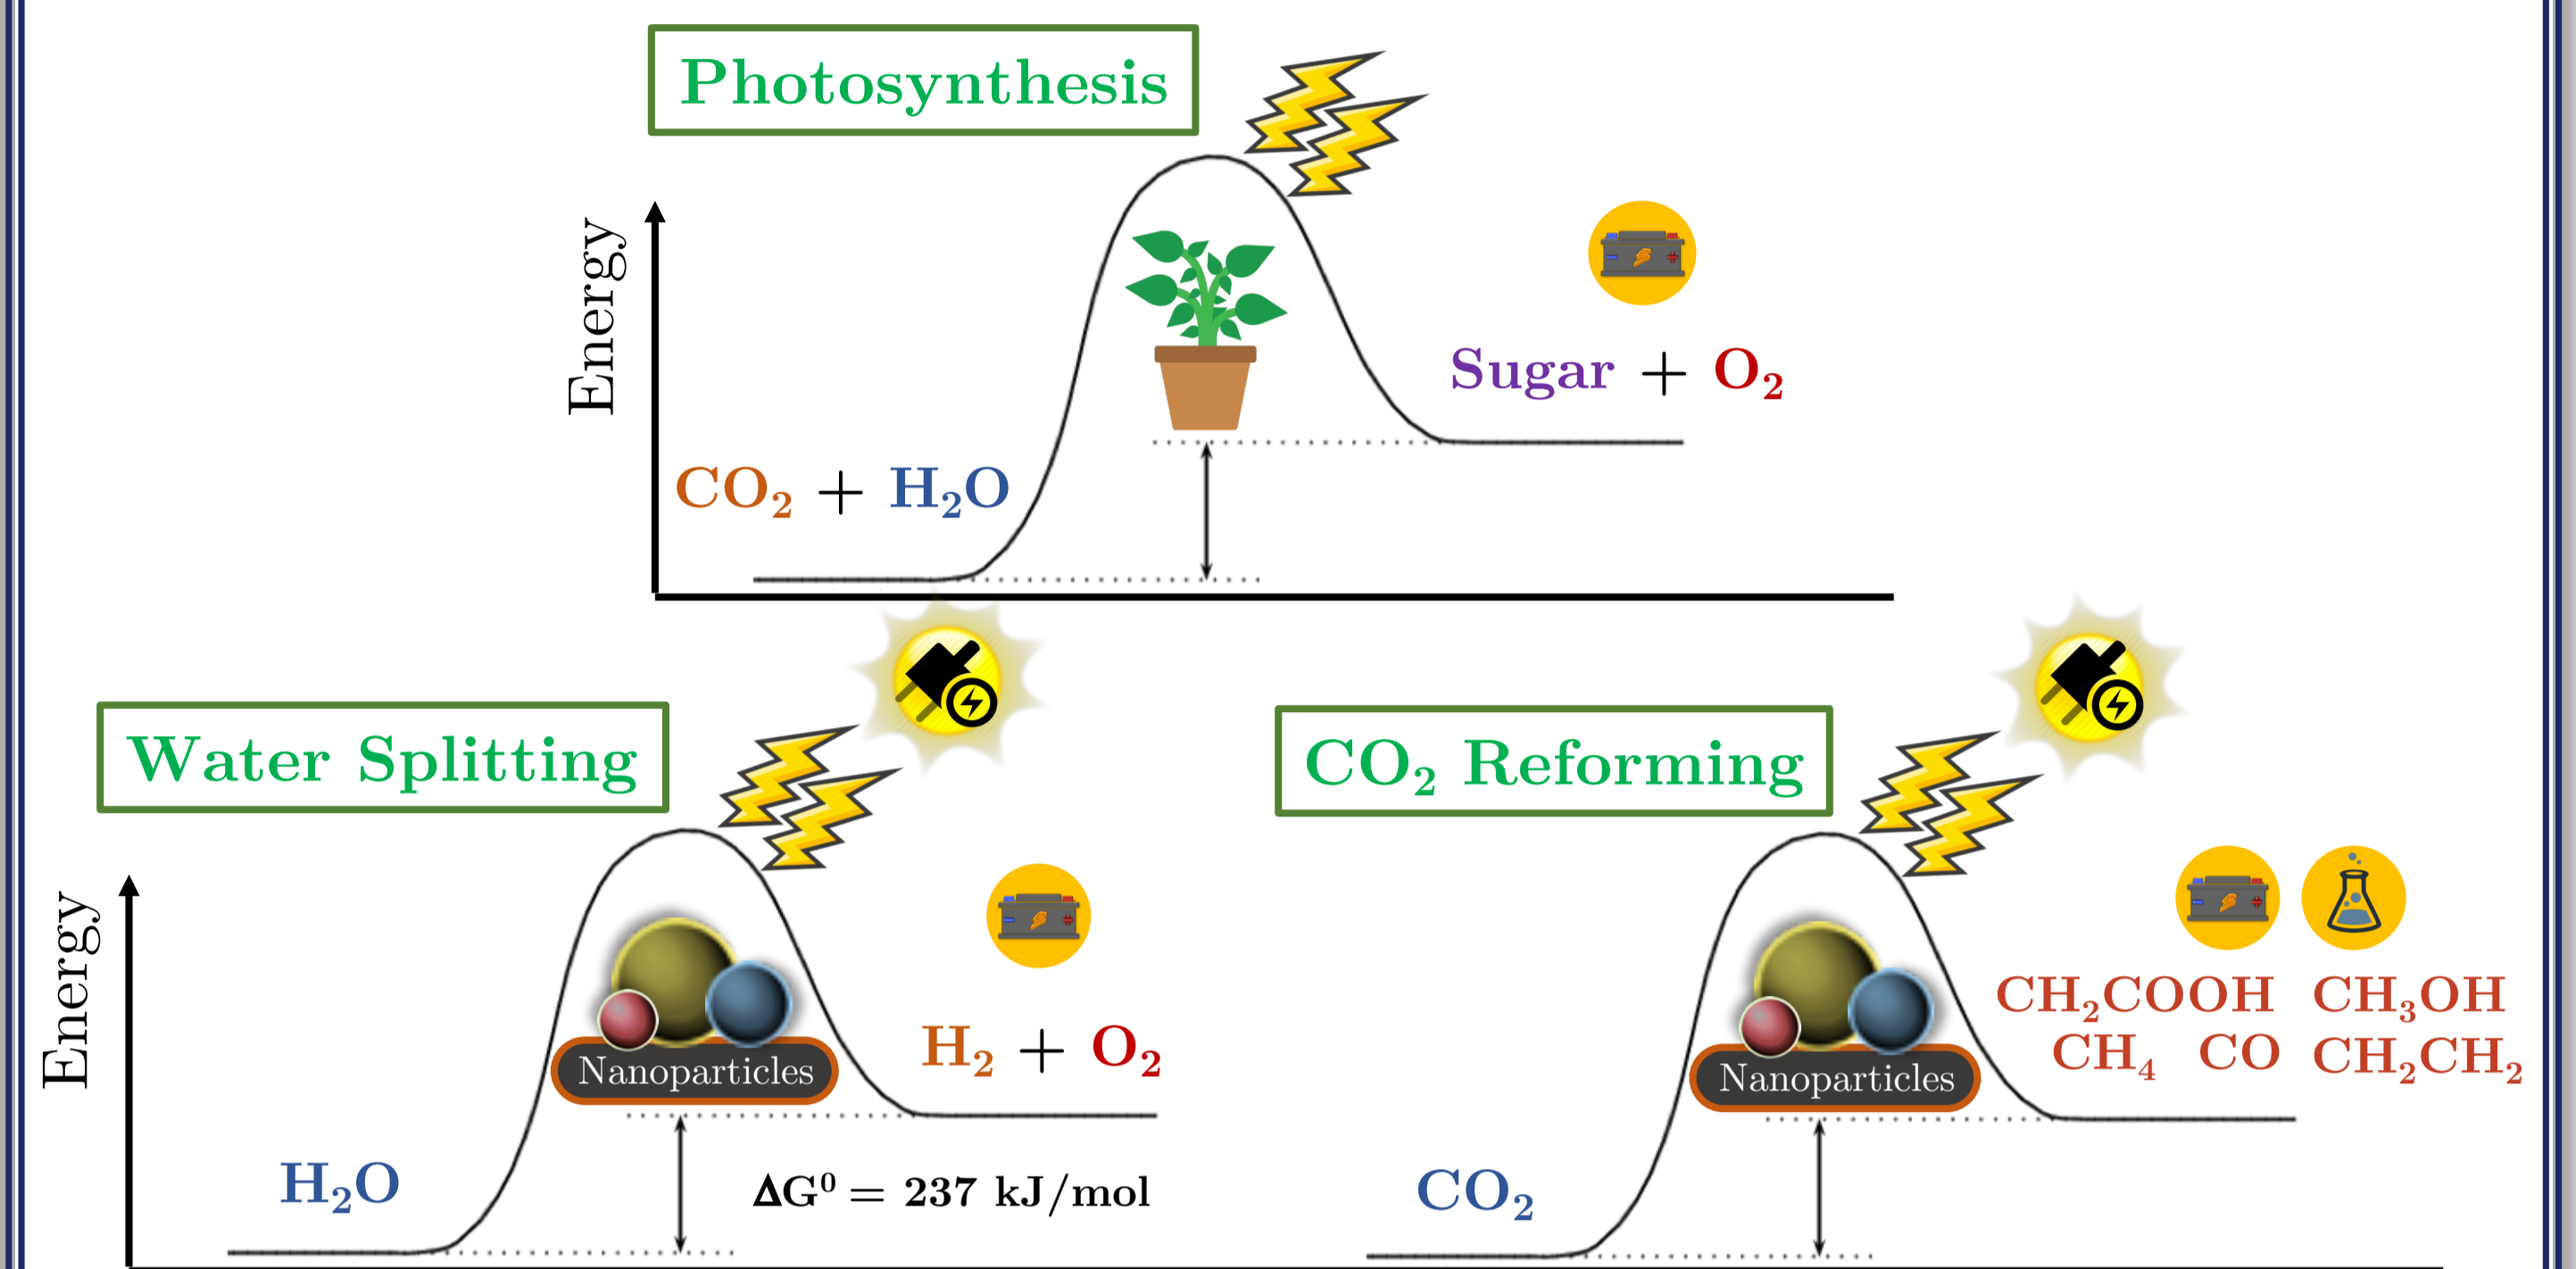 Photosynthesis
Energy
Sugar + O₂
CO₂ + H₂O
Water Splitting
Energy
Nanoparticles
H₂ + O₂
H₂O
ΔG⁰ = 237 kJ/mol
CO₂ Reforming
Nanoparticles
CH₂COOH CH₃OH
CH₄ CO CH₂CH₂
CO₂